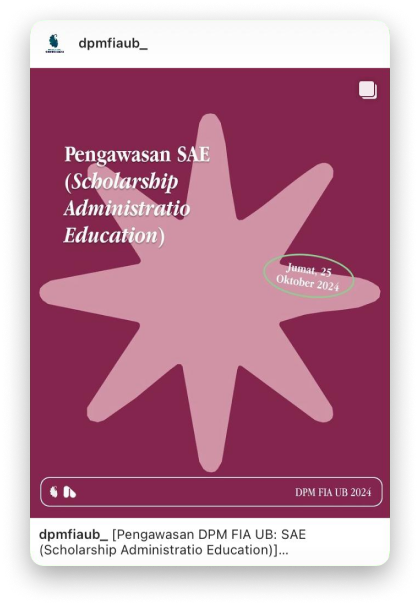 dpmfiaub_
Pengawasan SAE
(Scholarship
Administratio
Education)
Jumat, 25
Oktober 2024
DPM FIA UB 2024
dpmfiaub_ [Pengawasan DPM FIA UB: SAE
(Scholarship Administratio Education)]...